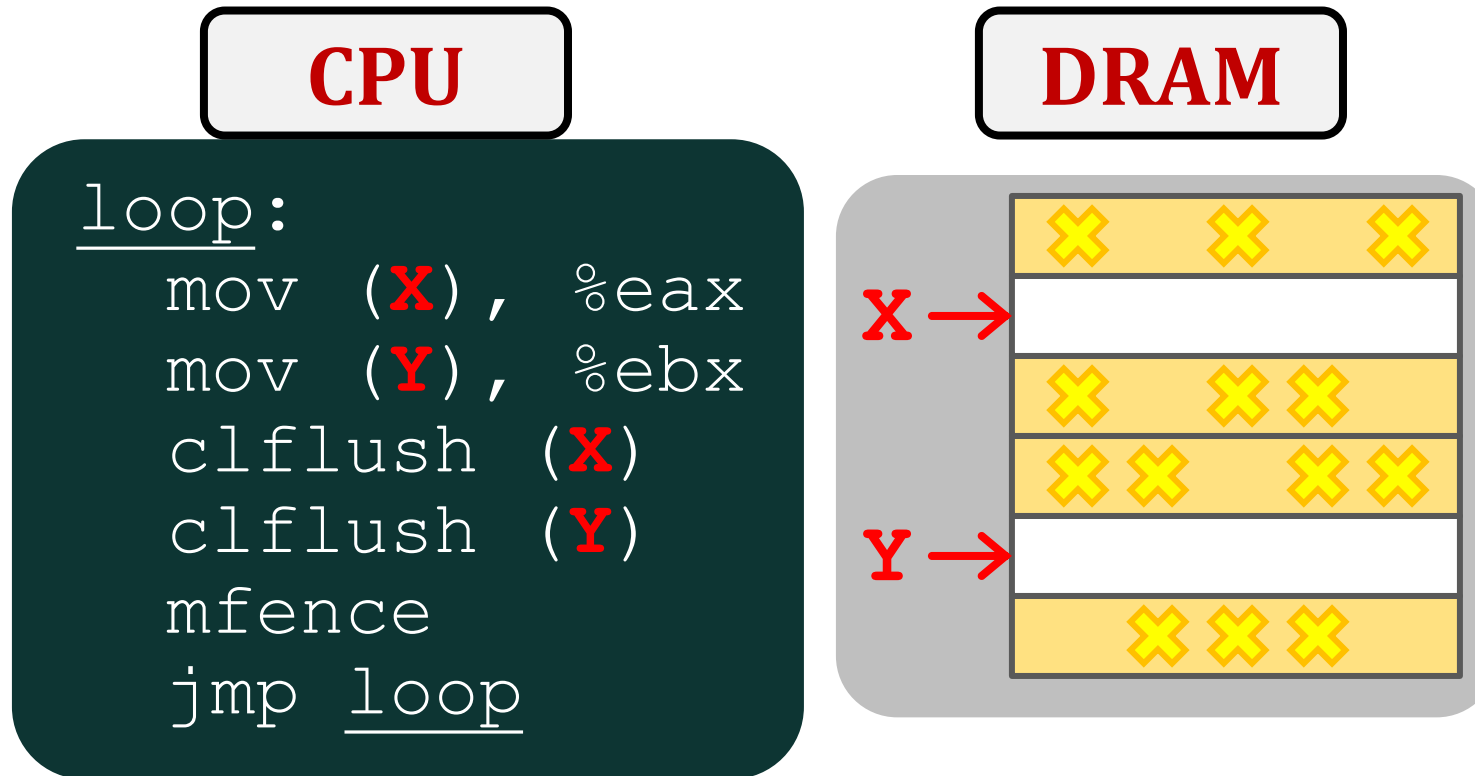 CPU
loop:
mov (X), %eax
mov (Y), %ebx
clflush (X)
clflush (Y)
mfence
jmp loop
DRAM
X
Y